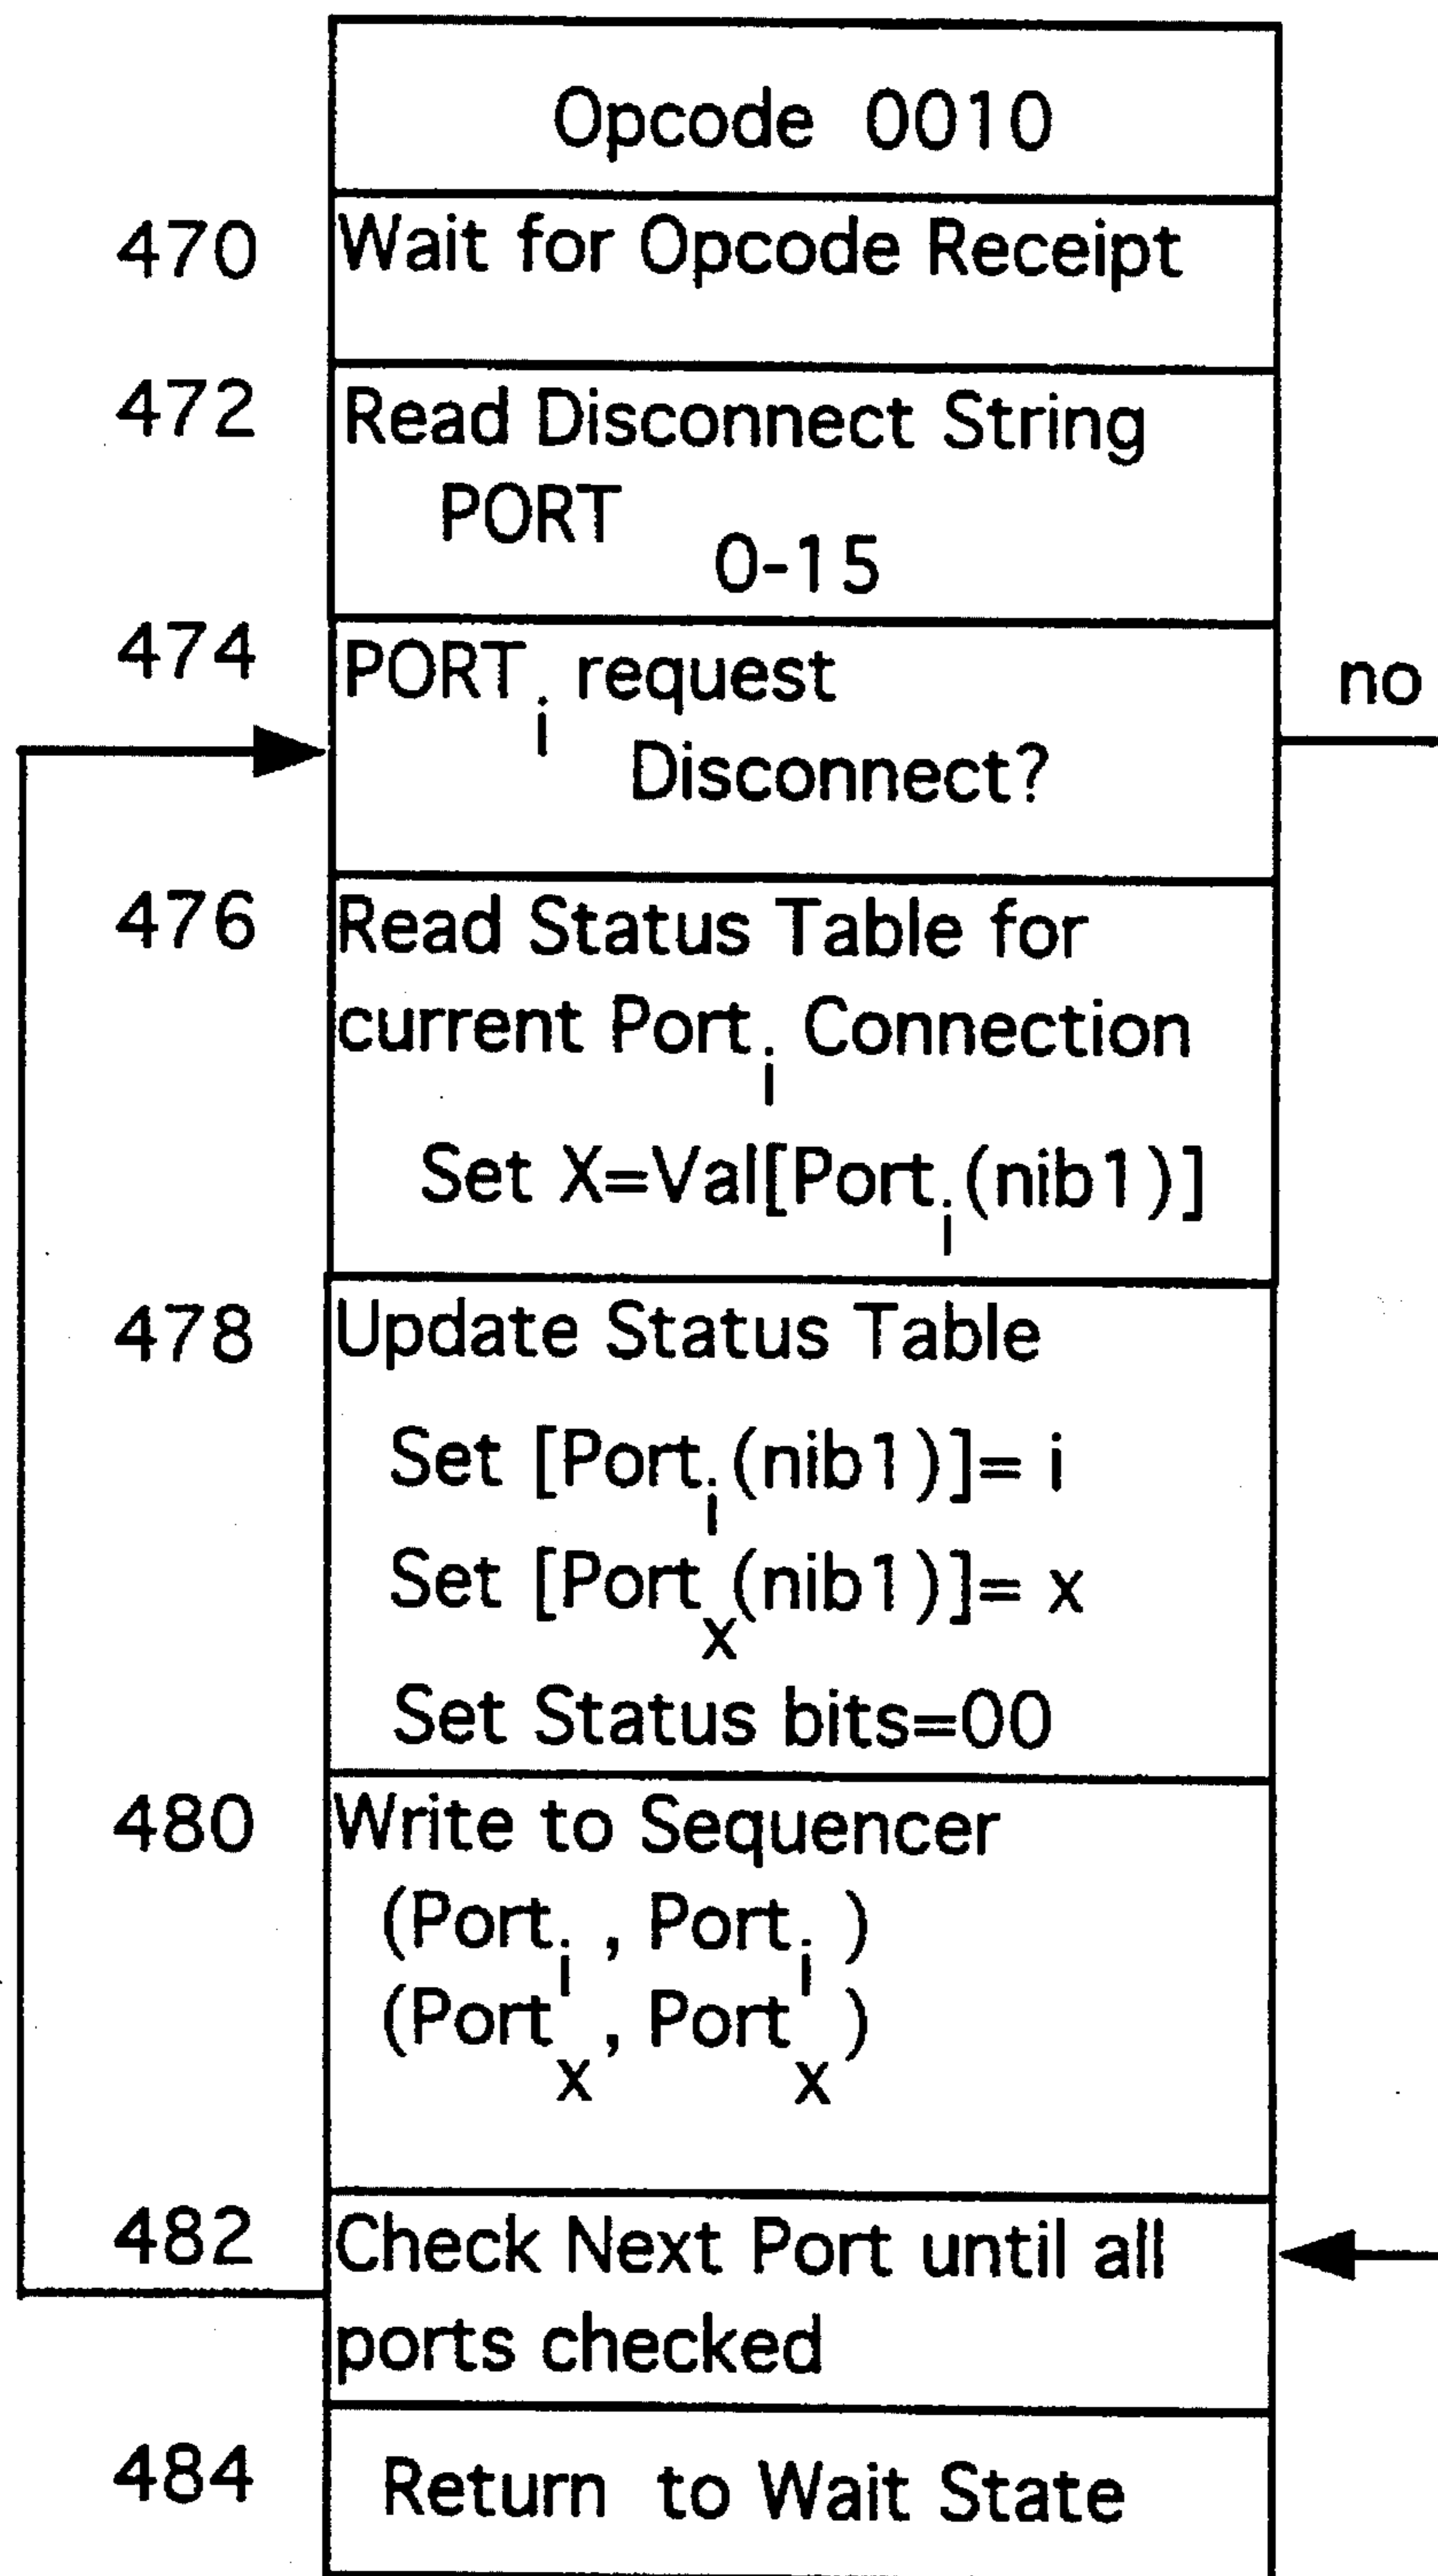 Opcode 0010
470 Wait for Opcode Receipt
472 Read Disconnect String
PORT 0-15
474 PORT i request no
Disconnect?
476 Read Status Table for
current Port i Connection
Set X=Val[Port i (nib1)]
478 Update Status Table
Set [Port i (nib1)]= i
Set [Port x (nib1)]= x
Set Status bits=00
480 Write to Sequencer
(Port i , Port i )
(Port x , Port x )
482 Check Next Port until all
ports checked
484 Return to Wait State